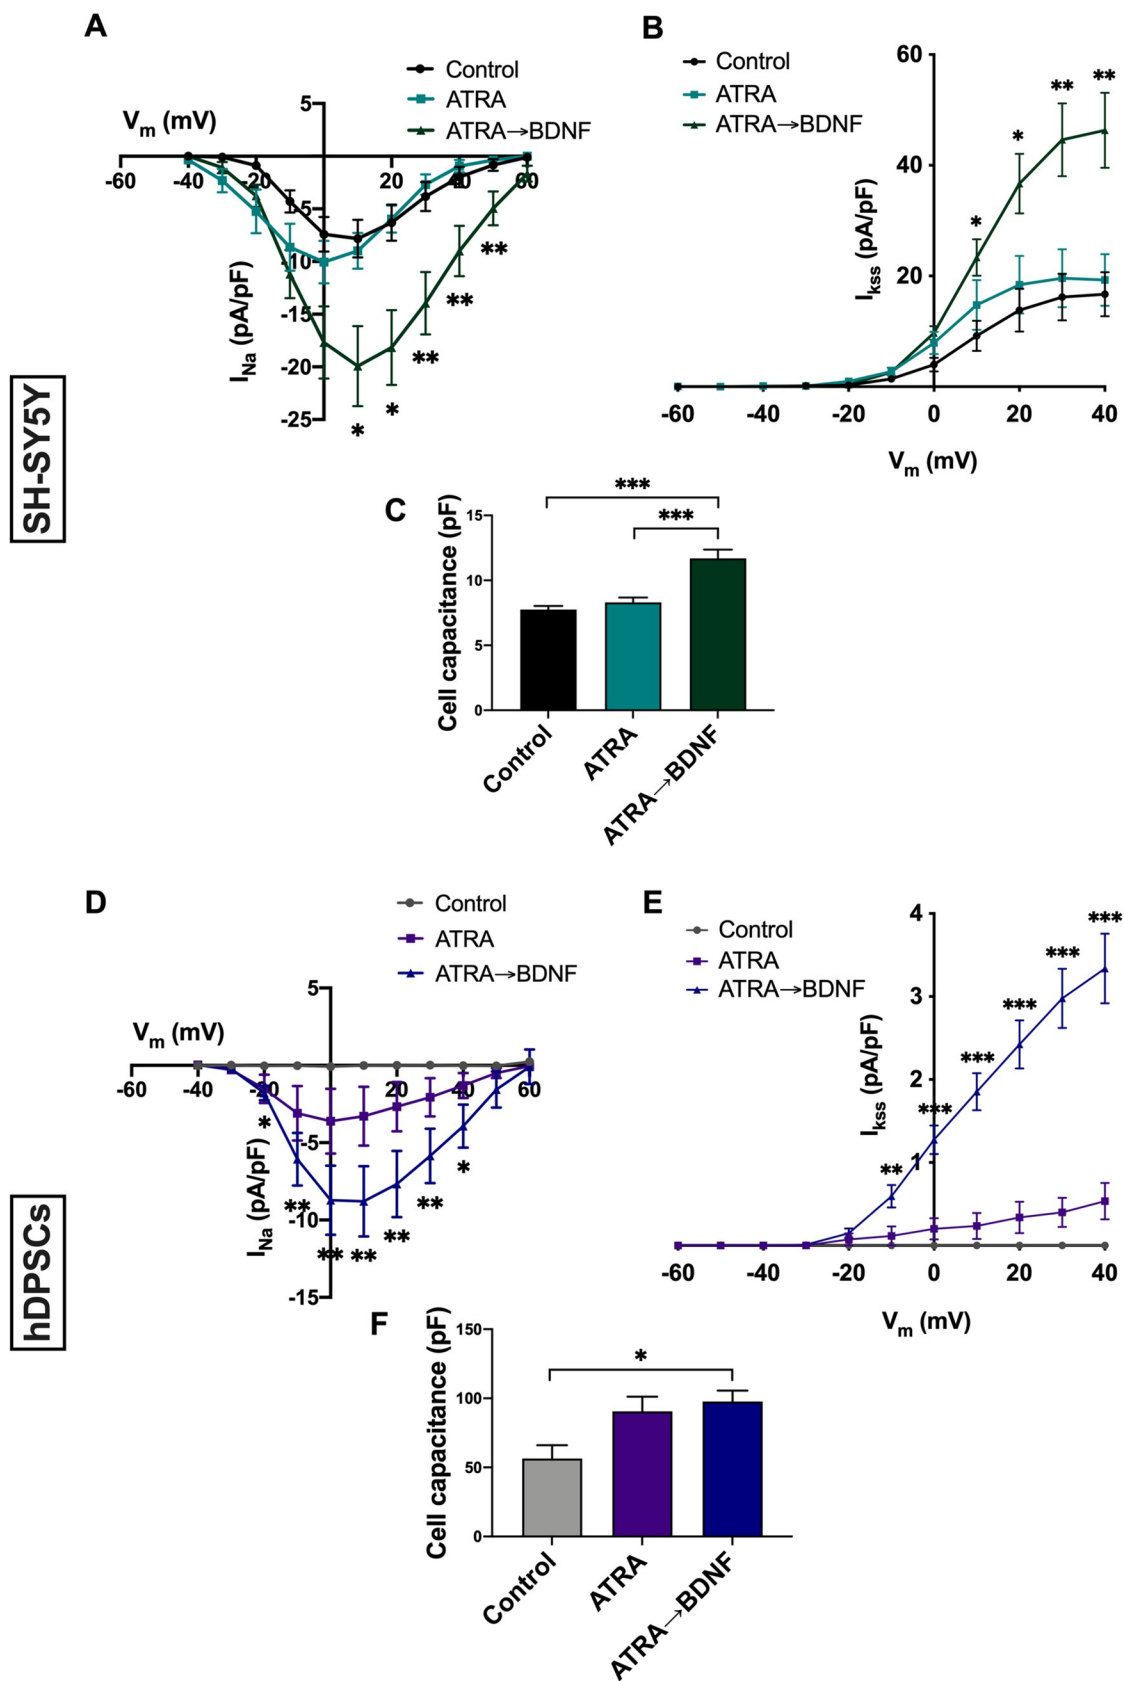 A
Control
ATRA
ATRA→BDNF
Vm (mV)
5
-60 -40 -20 20 40 60
-5
-10
-15
-20
-25
INa (pA/pF)
** ** ** * *
B
Control
ATRA
ATRA→BDNF
60
40
20
Ikss (pA/pF)
* * ** **
-60 -40 -20 0 20 40
Vm (mV)
SH-SY5Y
C
*** ***
15
10
5
0
Cell capacitance (pF)
Control ATRA ATRA→BDNF
D
Control
ATRA
ATRA→BDNF
Vm (mV)
5
-60 -40 -20 20 40 60
-5
-10
-15
INa (pA/pF)
* ** ** ** ** ** *
E
Control
ATRA
ATRA→BDNF
4
3
2
1
Ikss (pA/pF)
** *** *** *** *** ***
-60 -40 -20 0 20 40
Vm (mV)
hDPSCs
F
*
150
100
50
0
Cell capacitance (pF)
Control ATRA ATRA→BDNF